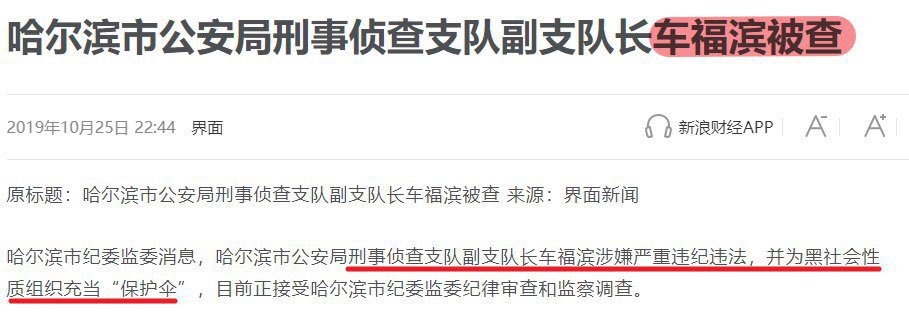 哈尔滨市公安局刑事侦查支队副支队长车福滨被查
2019年10月25日 22:44 界面 新浪财经APP A- A+
原标题：哈尔滨市公安局刑事侦查支队副支队长车福滨被查 来源：界面新闻
哈尔滨市纪委监委消息，哈尔滨市公安局刑事侦查支队副支队长车福滨涉嫌严重违纪违法，并为黑社会性
质组织充当“保护伞”，目前正接受哈尔滨市纪委监委纪律审查和监察调查。